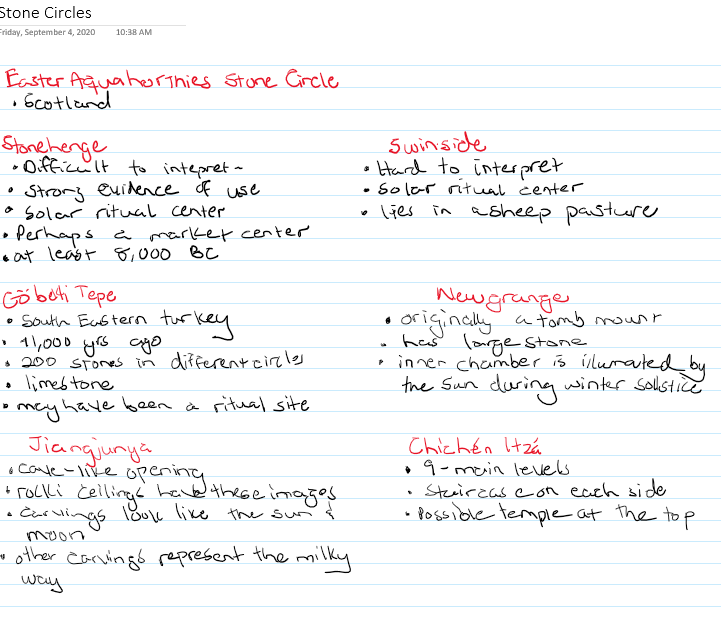 Stone Circles
Friday, September 4, 2020 10:38 AM
Easter Aquahorthies Stone Circle
• Scotland
Stonehenge
• Difficult to intepret~
• strong evidence of use
• Solar ritual center
• Perhaps a market center
• at least 8,000 BC
Swinside
• Hard to interpret
• Solar ritual center
• lies in a sheep pasture
Göbeti Tepe
• South Eastern turkey
• 11,000 yrs ago
• 200 stones in different circles
• limestone
• may have been a ritual site
Newgrange
• originally a tomb mount
• has large stone
• inner chamber is illumated by
the sun during winter solstice
Jiangjunya
• cave-like opening
• rocki ceilings have these images
• carvings look like the sun &
moon
• other carvings represent the milky
way
Chichén Itzá
• 9-main levels
• staircase on each side
• Possible temple at the top